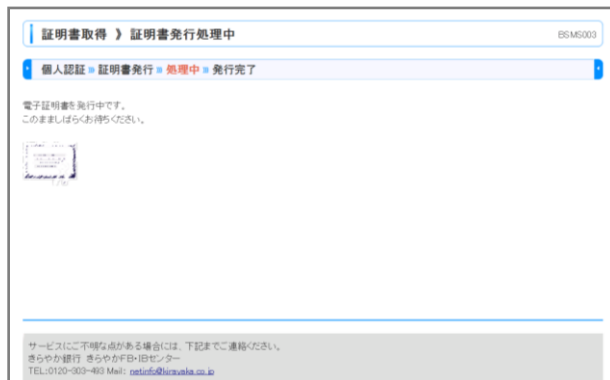 証明書取得 》 証明書発行処理中
BSMS003
個人認証 » 証明書発行 » 処理中 » 発行完了
電子証明書を発行中です。
このまましばらくお待ちください。
サービスにご不明な点がある場合には、下記までご連絡ください。
きらやか銀行 きらやかFB・IBセンター
TEL:0120-303-493 Mail: netinfo@kirayaka.co.jp